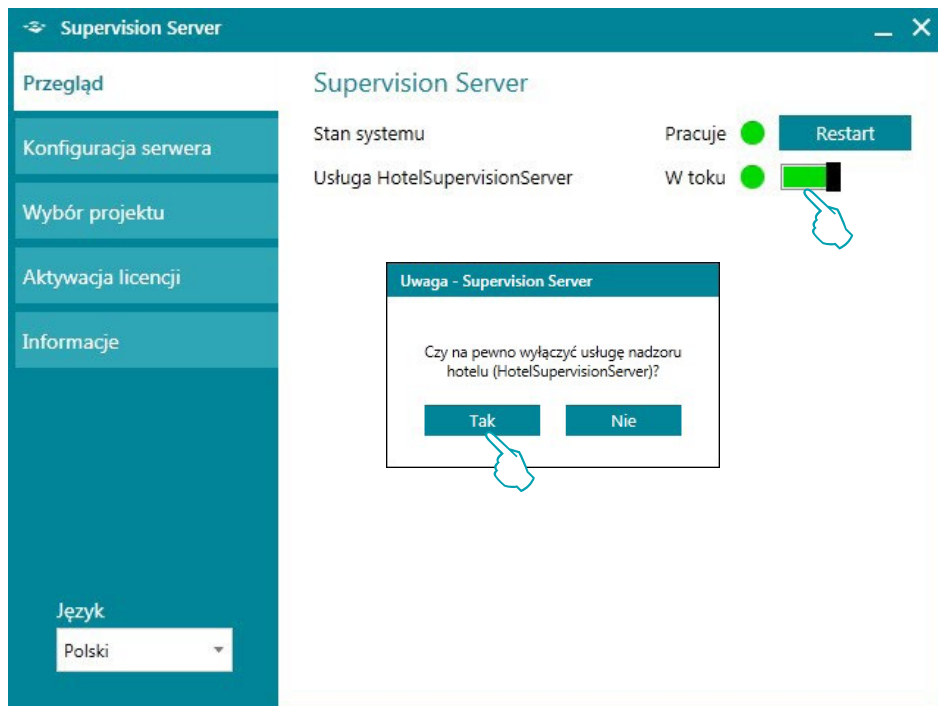 Supervision Server
Przegląd
Konfiguracja serwera
Wybór projektu
Aktywacja licencji
Informacje
Język
Polski
Supervision Server
Stan systemu Pracuje Restart
Usługa HotelSupervisionServer W toku
Uwaga - Supervision Server
Czy na pewno wyłączyć usługę nadzoru
hotelu (HotelSupervisionServer)?
Tak Nie